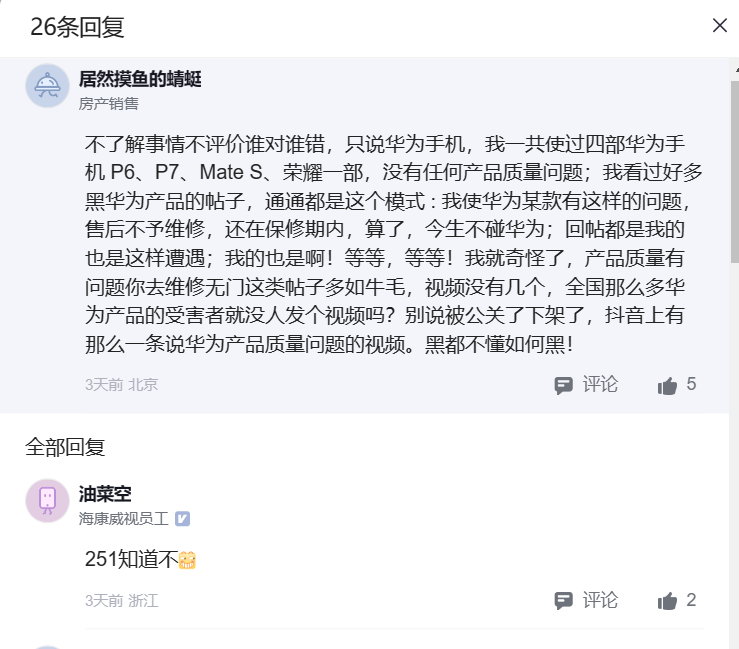 26条回复
居然摸鱼的蜻蜓
房产销售
不了解事情不评价谁对谁错，只说华为手机，我一共使过四部华为手
机 P6、P7、Mate S、荣耀一部，没有任何产品质量问题；我看过好多
黑华为产品的帖子，通通都是这个模式 : 我使华为某款有这样的问题，
售后不予维修，还在保修期内，算了，今生不碰华为；回帖都是我的
也是这样遭遇；我的也是啊！等等，等等！我就奇怪了，产品质量有
问题你去维修无门这类帖子多如牛毛，视频没有几个，全国那么多华
为产品的受害者就没人发个视频吗？别说被公关了下架了，抖音上有
那么一条说华为产品质量问题的视频。黑都不懂如何黑！
3天前 北京
评论
5
全部回复
油菜空
海康威视员工
251知道不
3天前 浙江
评论
2